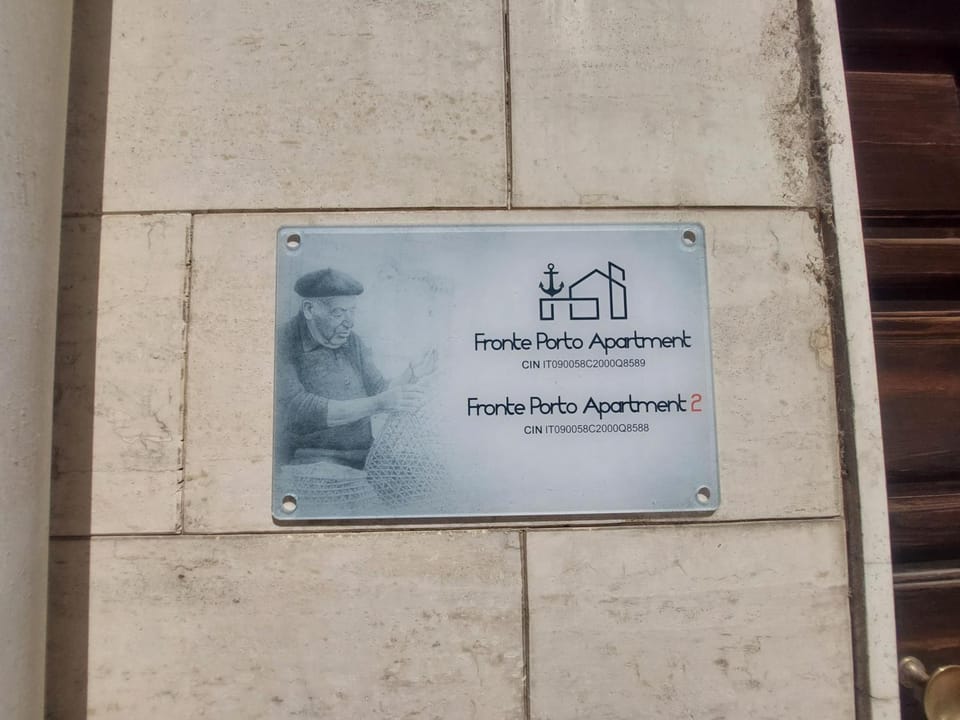 Fronte Porto Apartment
CIN IT090058C2000Q8589
Fronte Porto Apartment 2
CIN IT090058C2000Q8588